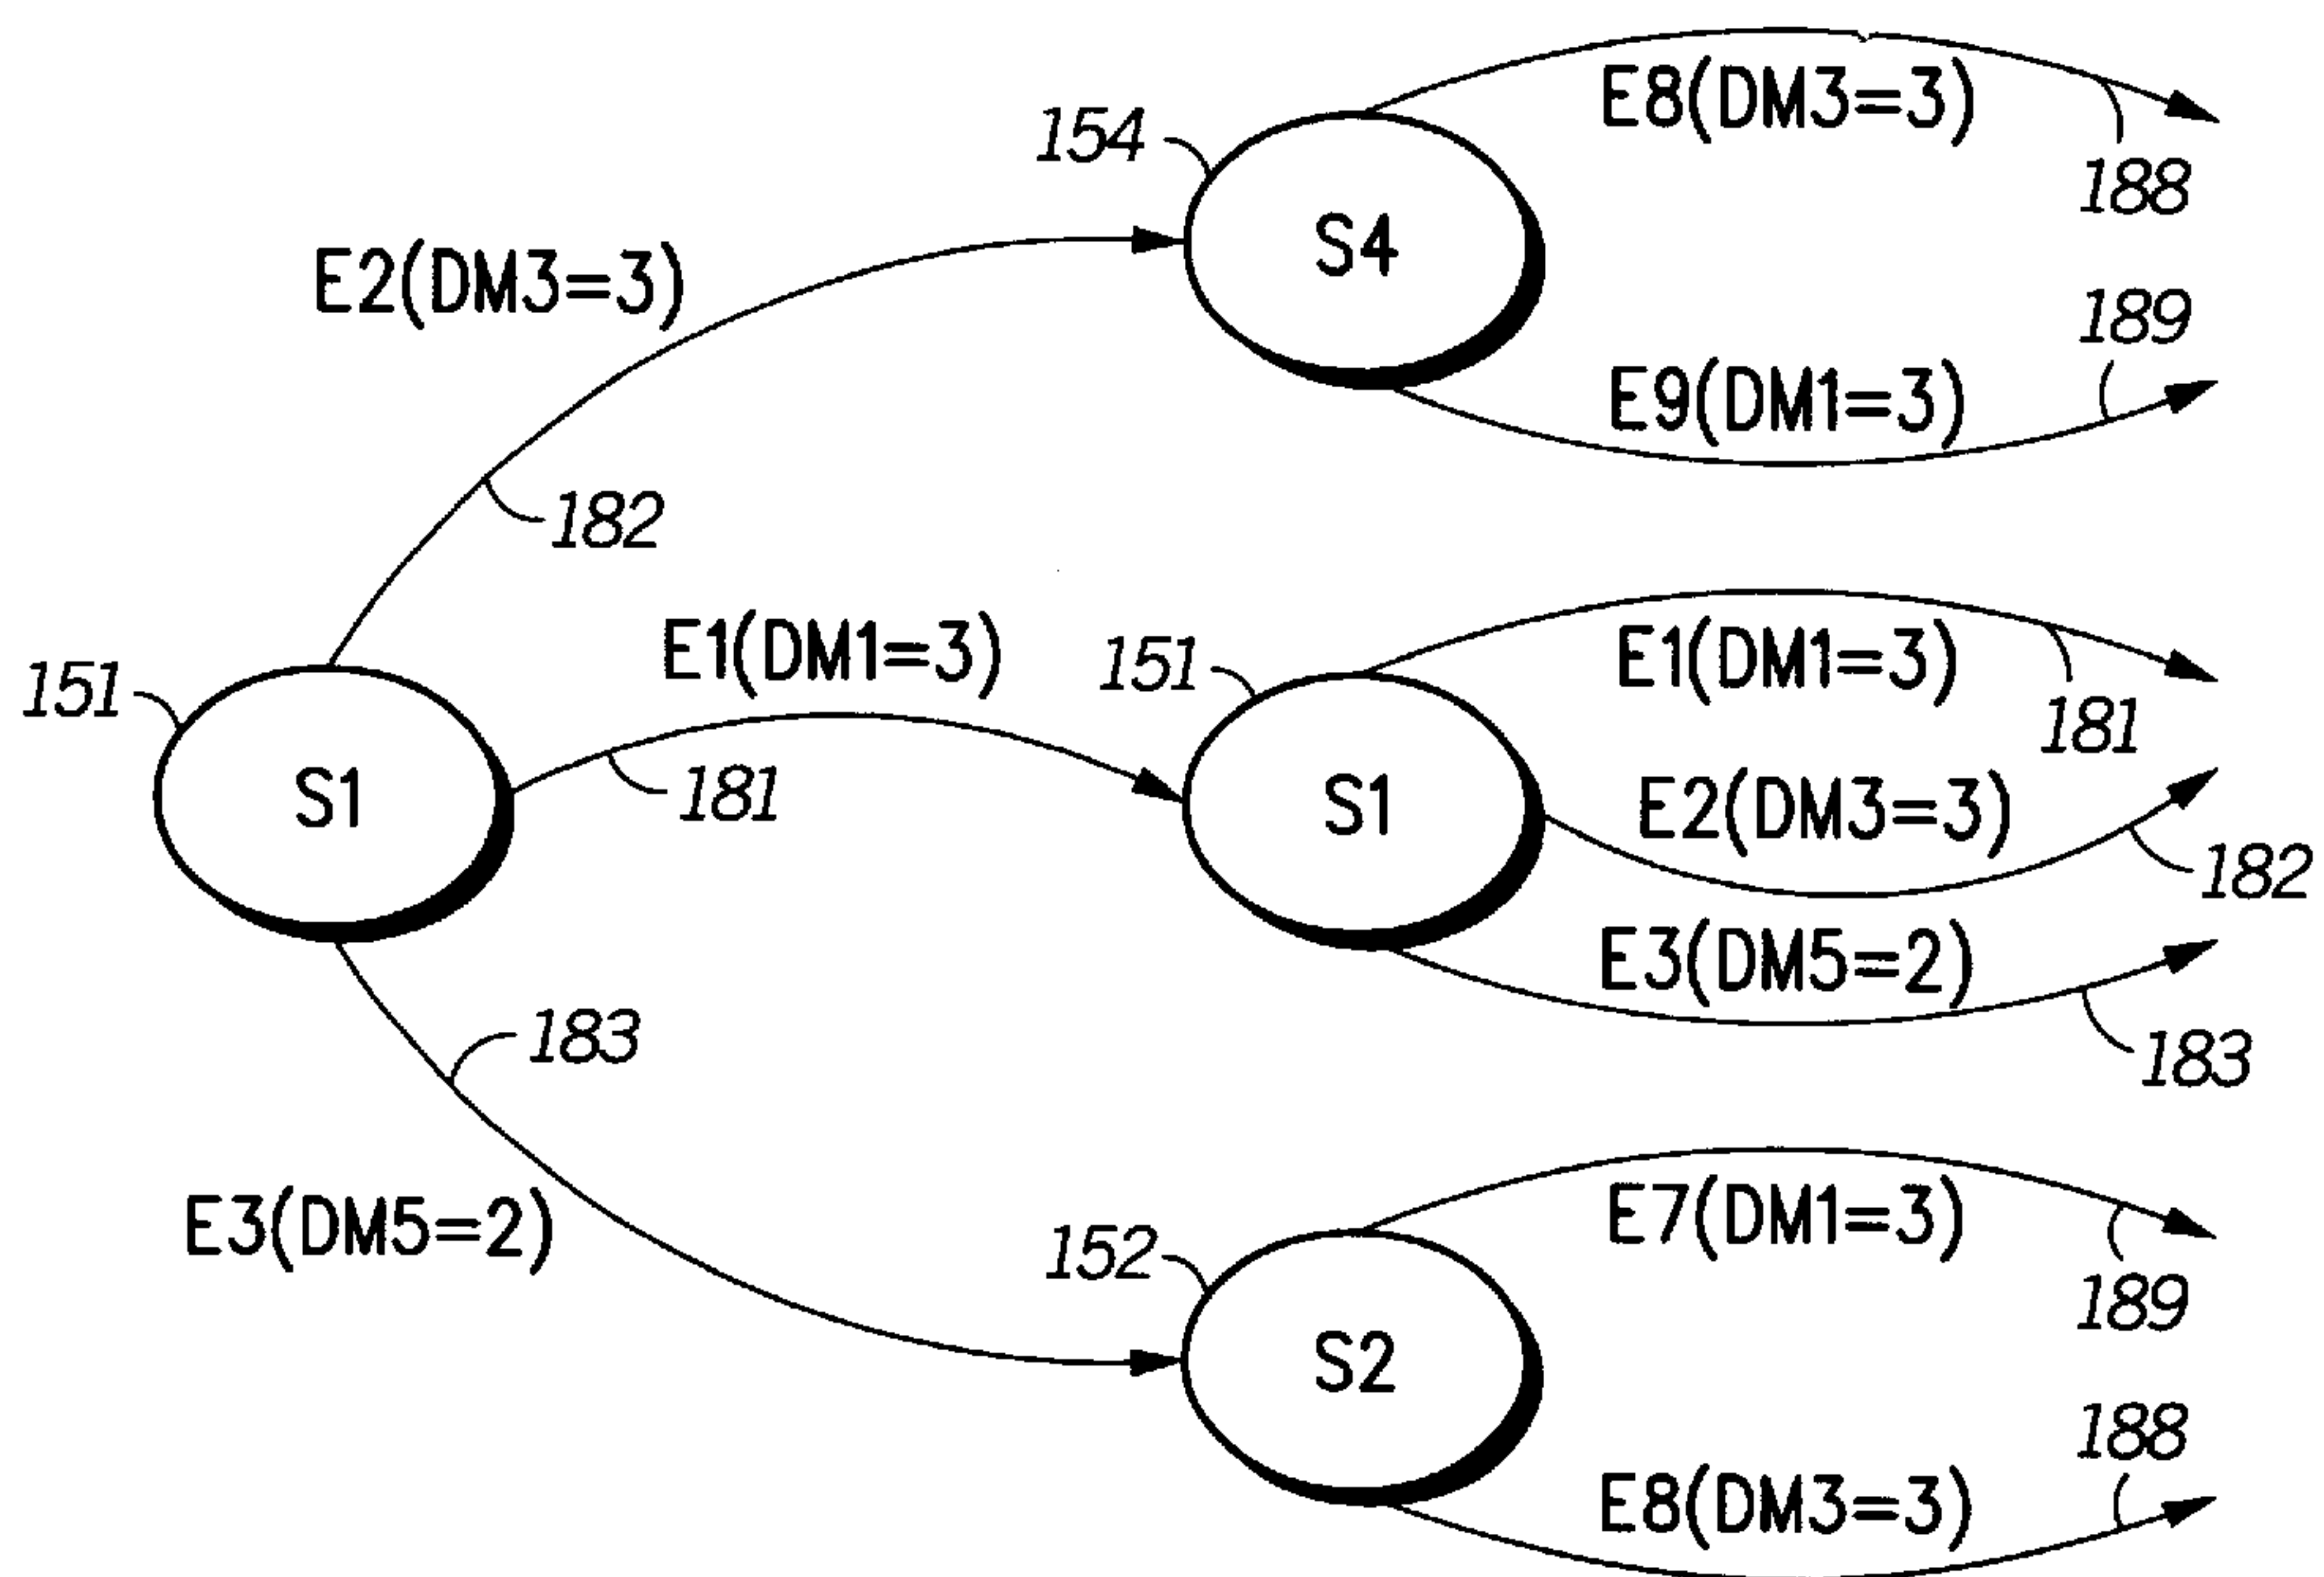 E8(DM3=3)
154
188
S4
E2(DM3=3)
189
E9(DM1=3)
182
E1(DM1=3)
E1(DM1=3)
151
151
181
181
S1
S1
E2(DM3=3)
182
E3(DM5=2)
183
183
E7(DM1=3)
E3(DM5=2)
152
189
S2
188
E8(DM3=3)